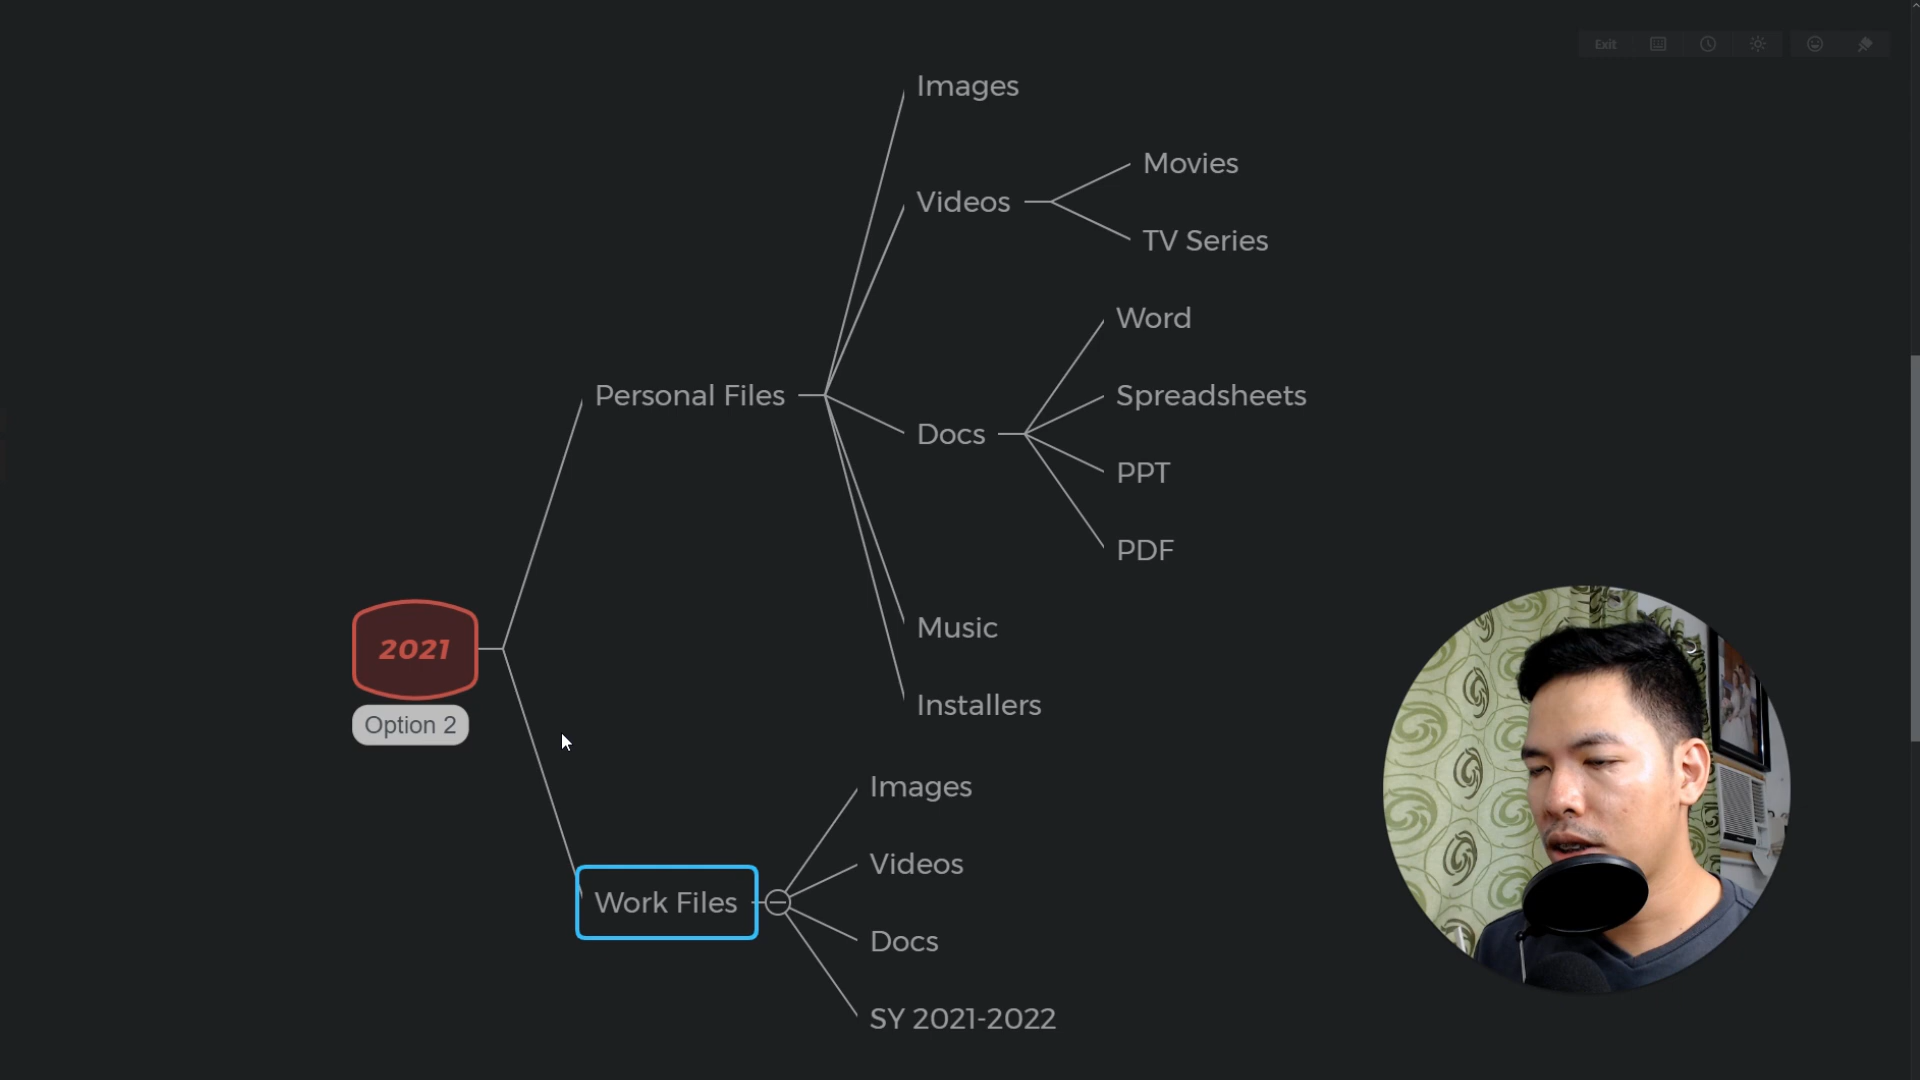 Exit
Images
Movies
Videos
TV Series
Word
Personal Files
Spreadsheets
Docs
PPT
PDF
Music
2021
Installers
Option 2
Images
Videos
Work Files
Docs
SY 2021-2022